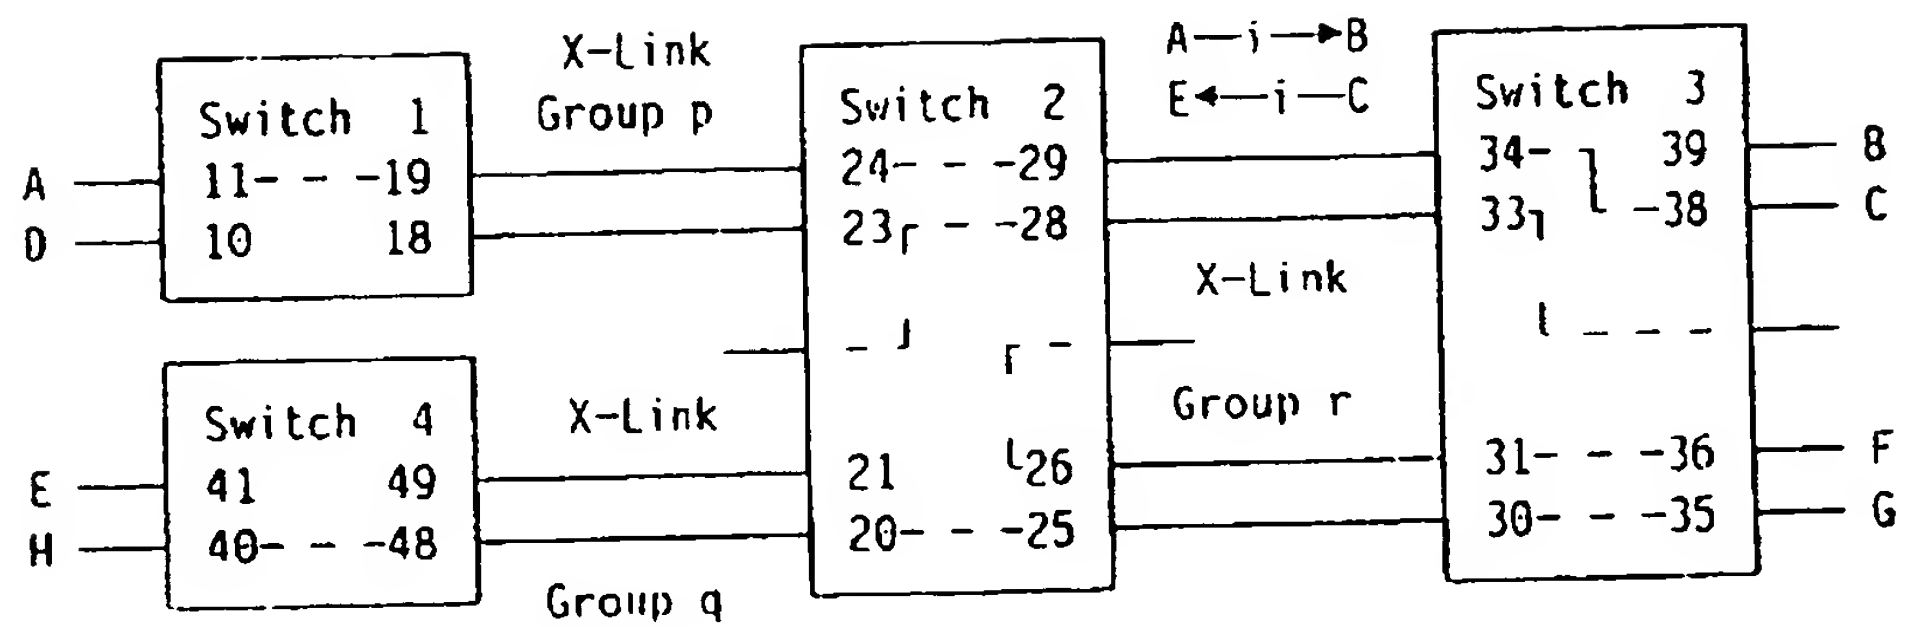 X-Link
Group p
A—i→B
E←i—C
Switch 1
11- - -19
10 18
A
D
Switch 2
24- - -29
23 - -28
21 26
20- - -25
Switch 3
34- 39
33 -38
31- - -36
30- - -35
B
C
F
G
X-Link
Group r
Switch 4
41 49
40- - -48
E
H
X-Link
Group q